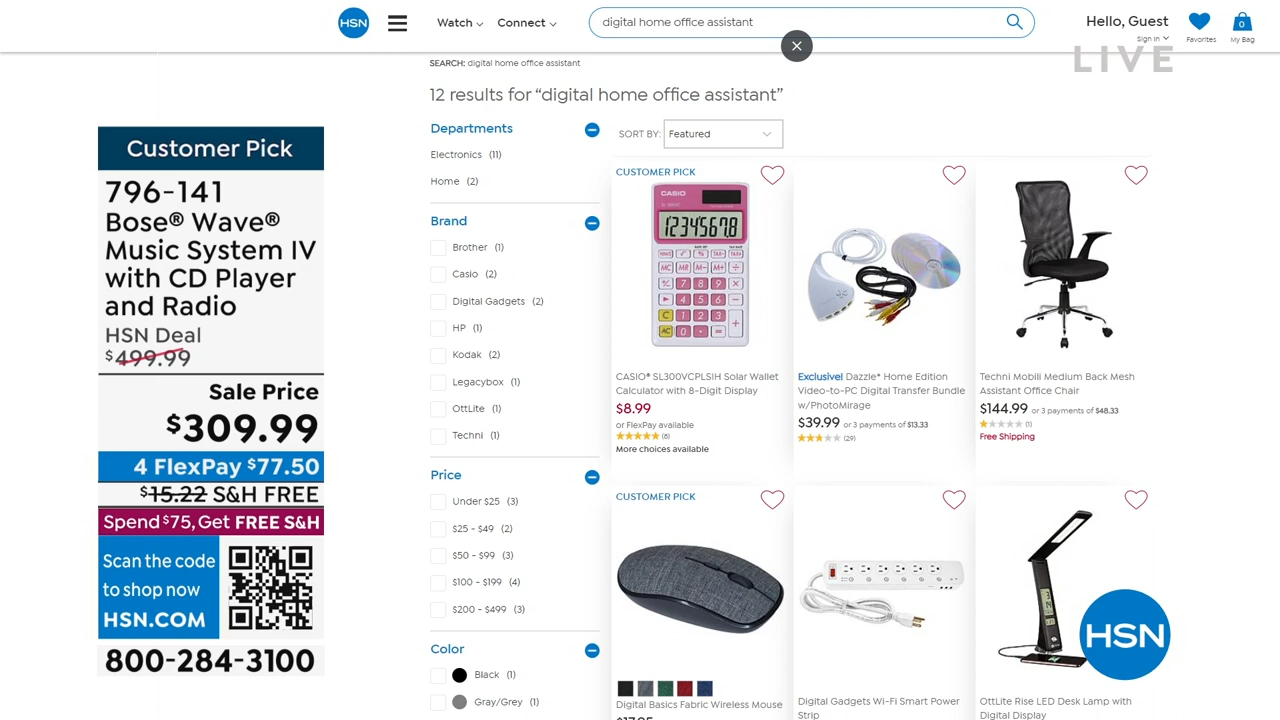 HSN
Watch
Connect
digital home office assistant
Hello, Guest
Sign In
Favorites
0
My Bag
LIVE
SEARCH: digital home office assistant
12 results for “digital home office assistant”
Customer Pick
796-141
Bose® Wave®
Music System IV
with CD Player
and Radio
HSN Deal
$499.99
Sale Price
$309.99
4 FlexPay $77.50
$15.22 S&H FREE
Spend $75, Get FREE S&H
Scan the code
to shop now
HSN.COM
800-284-3100
Departments
Electronics (11)
Home (2)
Brand
Brother (1)
Casio (2)
Digital Gadgets (2)
HP (1)
Kodak (2)
Legacybox (1)
OttLite (1)
Techni (1)
Price
Under $25 (3)
$25 - $49 (2)
$50 - $99 (3)
$100 - $199 (4)
$200 - $499 (3)
Color
Black (1)
Gray/Grey (1)
SORT BY: Featured
CUSTOMER PICK
CASIO
12345678
CASIO® SL300VCPLSIH Solar Wallet
Calculator with 8-Digit Display
$8.99
or FlexPay available
(8)
More choices available
Exclusive! Dazzle* Home Edition
Video-to-PC Digital Transfer Bundle
w/PhotoMirage
$39.99 or 3 payments of $13.33
(29)
Techni Mobili Medium Back Mesh
Assistant Office Chair
$144.99 or 3 payments of $48.33
(1)
Free Shipping
CUSTOMER PICK
Digital Basics Fabric Wireless Mouse
Digital Gadgets Wi-Fi Smart Power
Strip
OttLite Rise LED Desk Lamp with
Digital Display
HSN